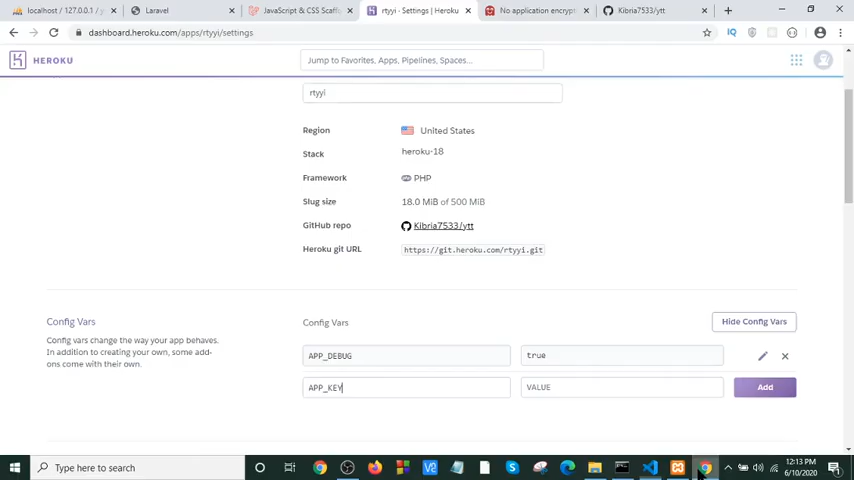 localhost / 127.0.0.1 /
Laravel
JavaScript & CSS Scaff
rtyyi · Settings | Heroku
No application encrypt
Kibria7533/ytt
dashboard.heroku.com/apps/rtyyi/settings
HEROKU
Jump to Favorites, Apps, Pipelines, Spaces...
rtyyi
Region
United States
Stack
heroku-18
Framework
PHP
Slug size
18.0 MiB of 500 MiB
GitHub repo
Kibria7533/ytt
Heroku git URL
https://git.heroku.com/rtyyi.git
Config Vars
Config vars change the way your app behaves.
In addition to creating your own, some add-
ons come with their own.
Config Vars
Hide Config Vars
APP_DEBUG
true
APP_KEY
VALUE
Add
Type here to search
12:13 PM
6/10/2020